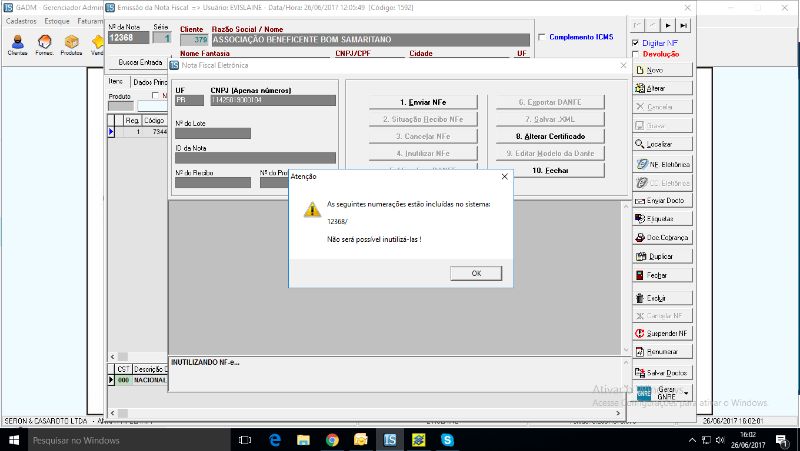 GADM - Gerenciador Admin
Emissão da Nota Fiscal => Usuário: EVISLAINE - Data/Hora: 26/06/2017 12:05:49 [Código: 1592]
Cadastros Estoque Faturam
Clientes Fornec. Produtos Vend
Nº da Nota Série
12368 1
Buscar Entrada
Cliente Razão Social / Nome
379 ASSOCIAÇÃO BENEFICENTE BOM SAMARITANO
Nome Fantasia CNPJ/CPF Cidade UF
Complemento ICMS
Digitar NF
Devolução
Itens Dados Princ
Produto N
Reg. Código
1 7344
Nota Fiscal Eletrônica
UF CNPJ (Apenas números)
PR 11425019000104
Nº do Lote
ID da Nota
Nº do Recibo Nº do Prot
1. Enviar NFe
2. Situação Recibo NFe
3. Cancelar NFe
4. Inutilizar NFe
6. Exportar DANFE
7. Salvar .XML
8. Alterar Certificado
9. Editar Modelo da Danfe
10. Fechar
Atenção
As seguintes numerações estão incluídas no sistema:
12368/
Não será possível inutilizá-las !
OK
INUTILIZANDO NF-e...
CST Descrição C
000 NACIONAL
Novo
Alterar
Cancelar
Gravar
Localizar
NF. Eletrônica
CC. Eletrônica
Enviar Docto
Etiquetas
Doc.Cobrança
Duplicar
Fechar
Excluir
Cancelar NF
Suspender NF
Renumerar
Salvar Doctos
GNRE Gerar GNRE
Ativar o Windows
Acesse Configurações para ativar o Windows.
SERON & CASAROTO LTDA
26/06/2017 16:02:01
Pesquisar no Windows
16:02
26/06/2017